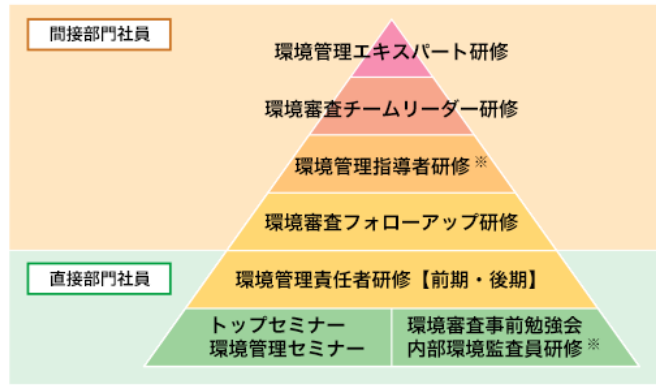 間接部門社員
環境管理エキスパート研修
環境審査チームリーダー研修
環境管理指導者研修※
環境審査フォローアップ研修
直接部門社員
環境管理責任者研修【前期・後期】
トップセミナー
環境管理セミナー
環境審査事前勉強会
内部環境監査員研修※